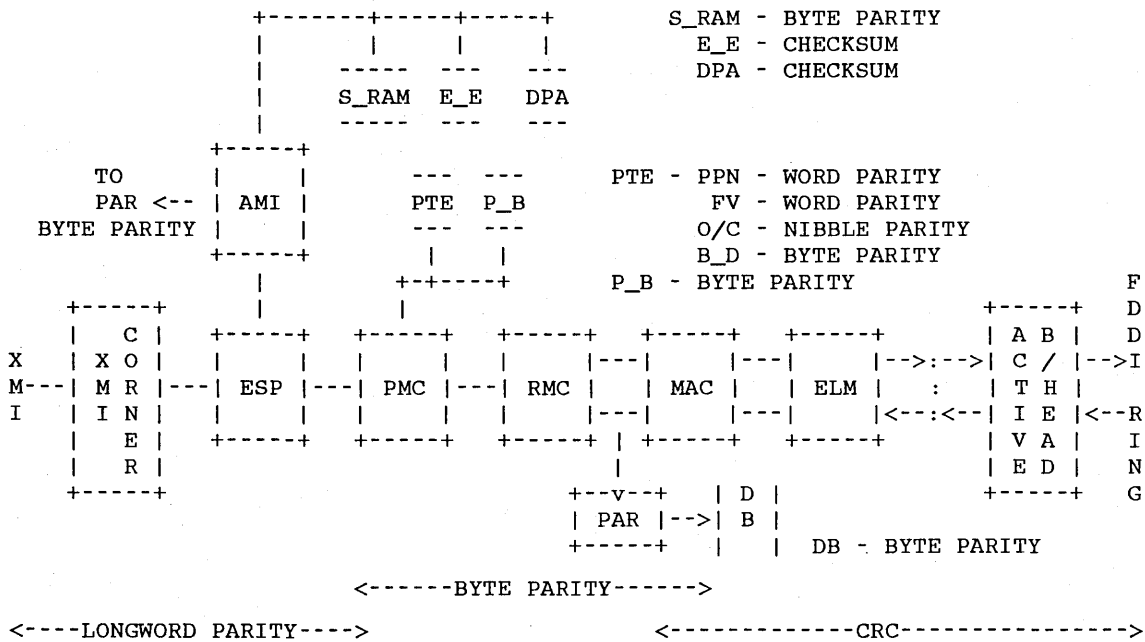 +-------+-----+-----+        S_RAM - BYTE PARITY
|       |     |     |          E_E - CHECKSUM
|     ----- --- ---            DPA - CHECKSUM
|     S_RAM E_E DPA
|     ----- --- ---
+-----+
TO |     |       --- ---      PTE - PPN - WORD PARITY
PAR <-- | AMI |       PTE P_B            FV - WORD PARITY
BYTE PARITY |     |       --- ---           O/C - NIBBLE PARITY
+-----+        |    |           B_D - BYTE PARITY
|        +-+----+        P_B - BYTE PARITY                    F
+-----+      |        |                                     +-----+  D
|   C |   +-----+   +-----+   +-----+   +-----+   +-----+   | A B |  D
X   | X O |   |     |   |     |   |     |---|     |---|     |-->:-->| C / |-->I
M---| M R |---| ESP |---| PMC |---| RMC |   | MAC |   | ELM |   :   | T H |
I   | I N |   |     |   |     |   |     |---|     |---|     |<--:<--| I E |<--R
|   E |   +-----+   +-----+   +-----+ | +-----+   +-----+   | V A |  I
|   R |                               |                     | E D |  N
+-----+                            +--v--+   | D |          +-----+  G
| PAR |-->| B |
+-----+   |   |  DB - BYTE PARITY
<------BYTE PARITY------>
<----LONGWORD PARITY---->                    <-------------CRC--------------->